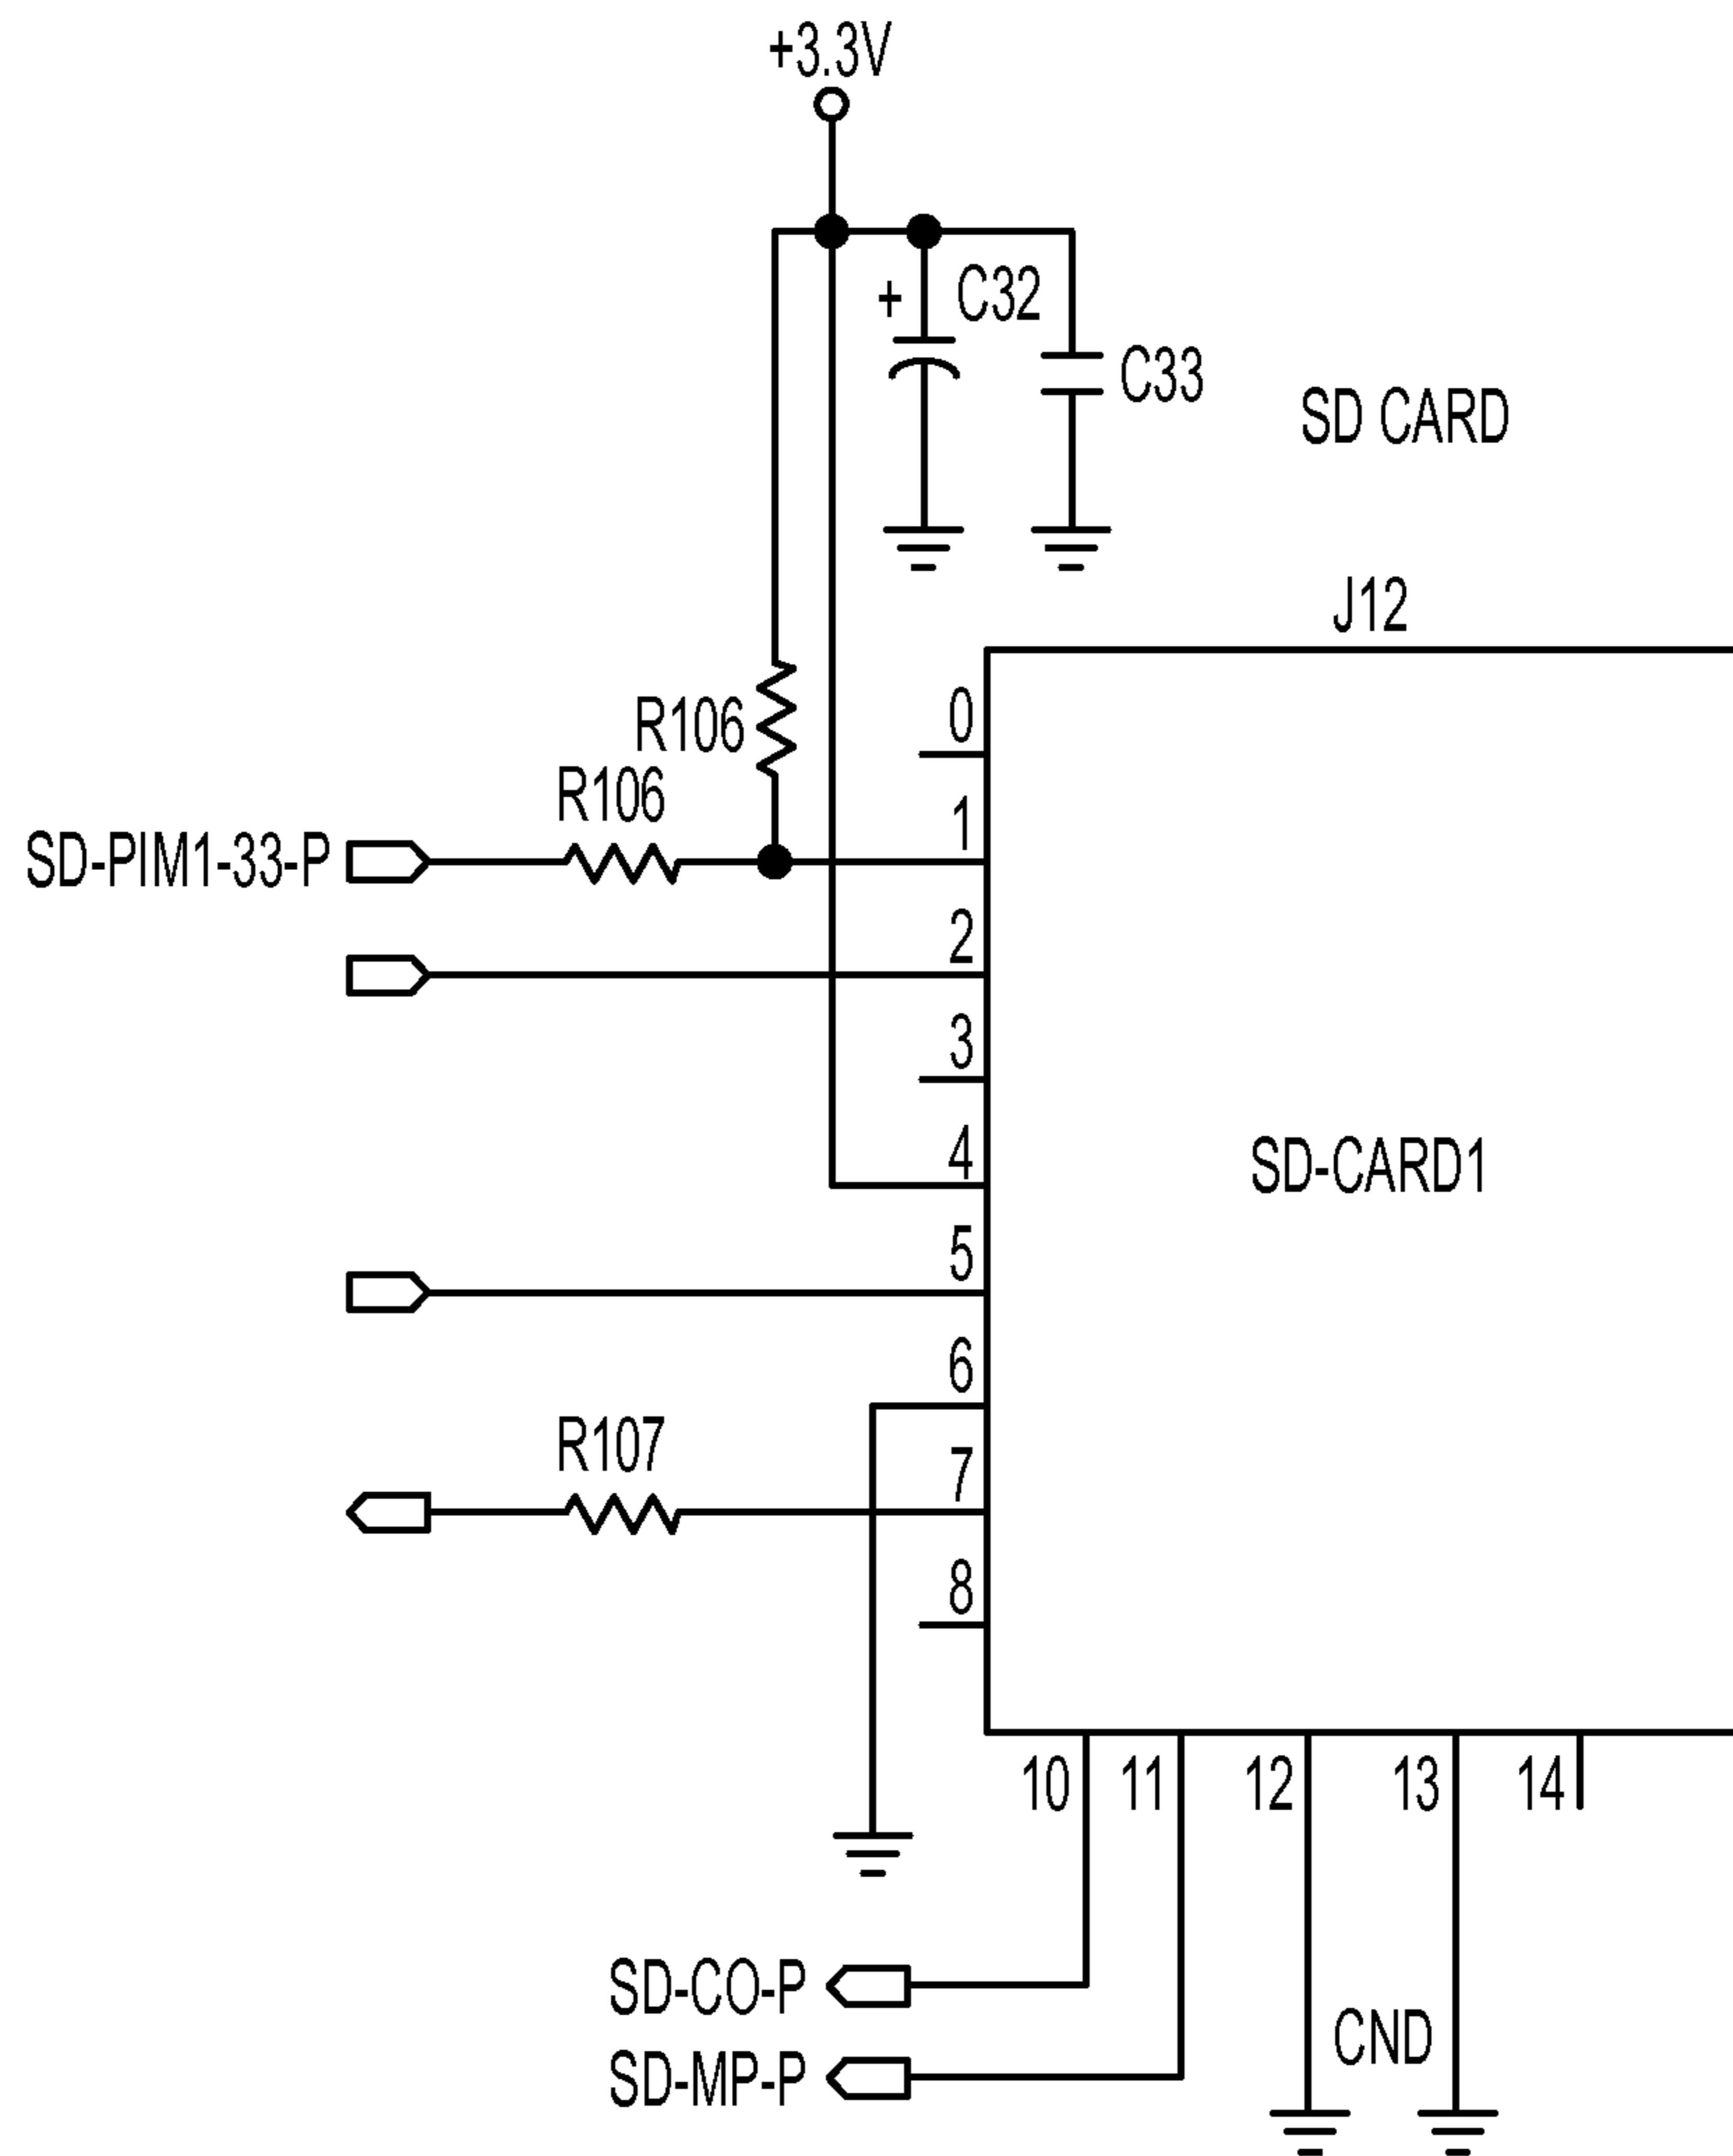 +3.3V
C32
+
C33
SD CARD
J12
0
R106
R106
1
SD-PIM1-33-P
2
3
4
SD-CARD1
5
6
R107
7
8
10 11 12 13 14
SD-CO-P
CND
SD-MP-P